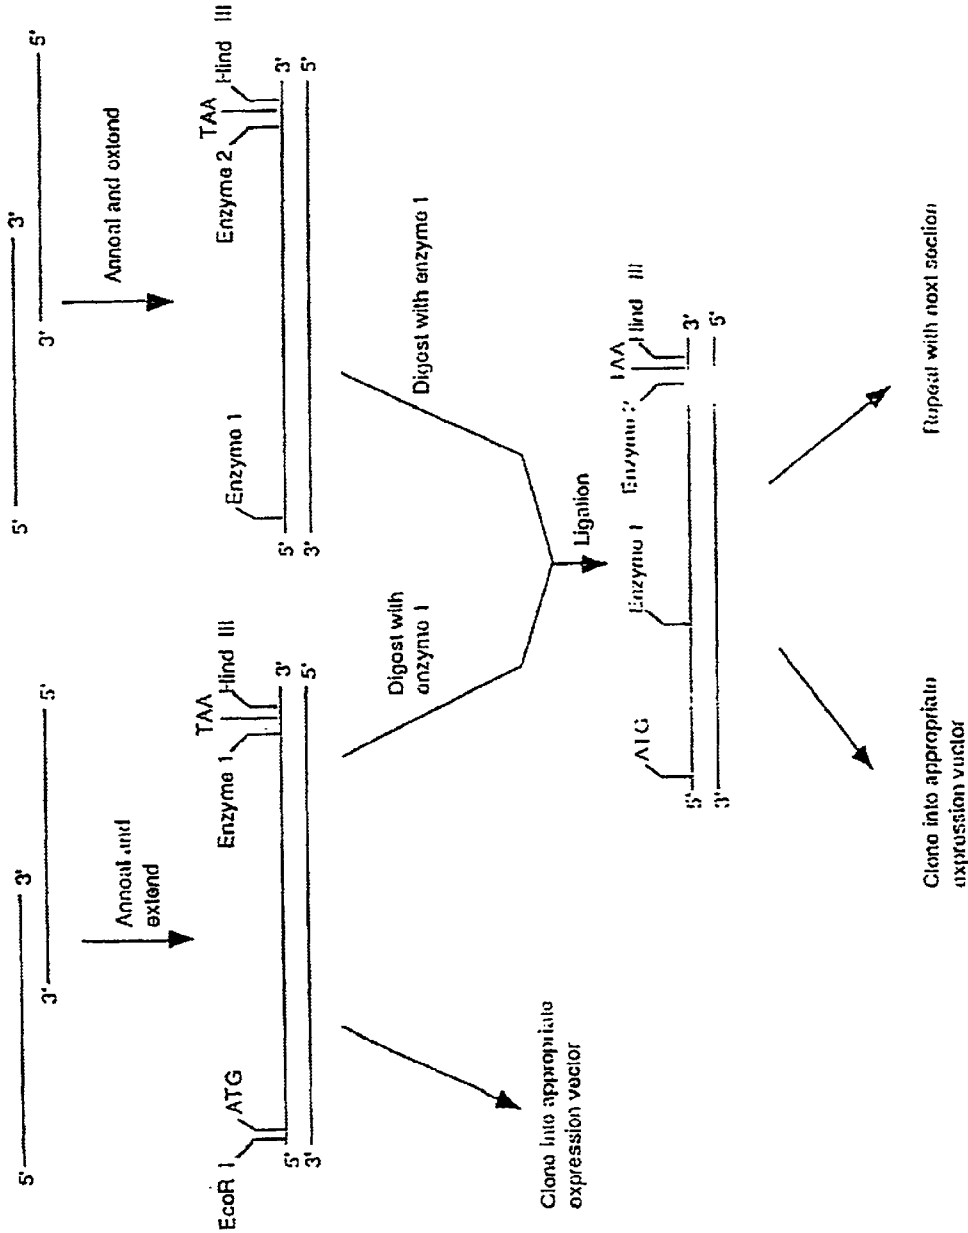 5' 3'
3' 5'
5' 3'
3' 5'
Anneal and
extend
Anneal and extend
EcoR I
ATG
Enzyme 1
TAA
Hind III
5' 3'
3' 5'
Enzyme 1
Enzyme 2
TAA
Hind III
5' 3'
3' 5'
Clone into appropriate
expression vector
Digest with
enzyme 1
Digest with enzyme 1
Ligation
ATG
Enzyme 1
Enzyme 2
TAA
Hind III
5' 3'
3' 5'
Clone into appropriate
expression vector
Repeat with next section